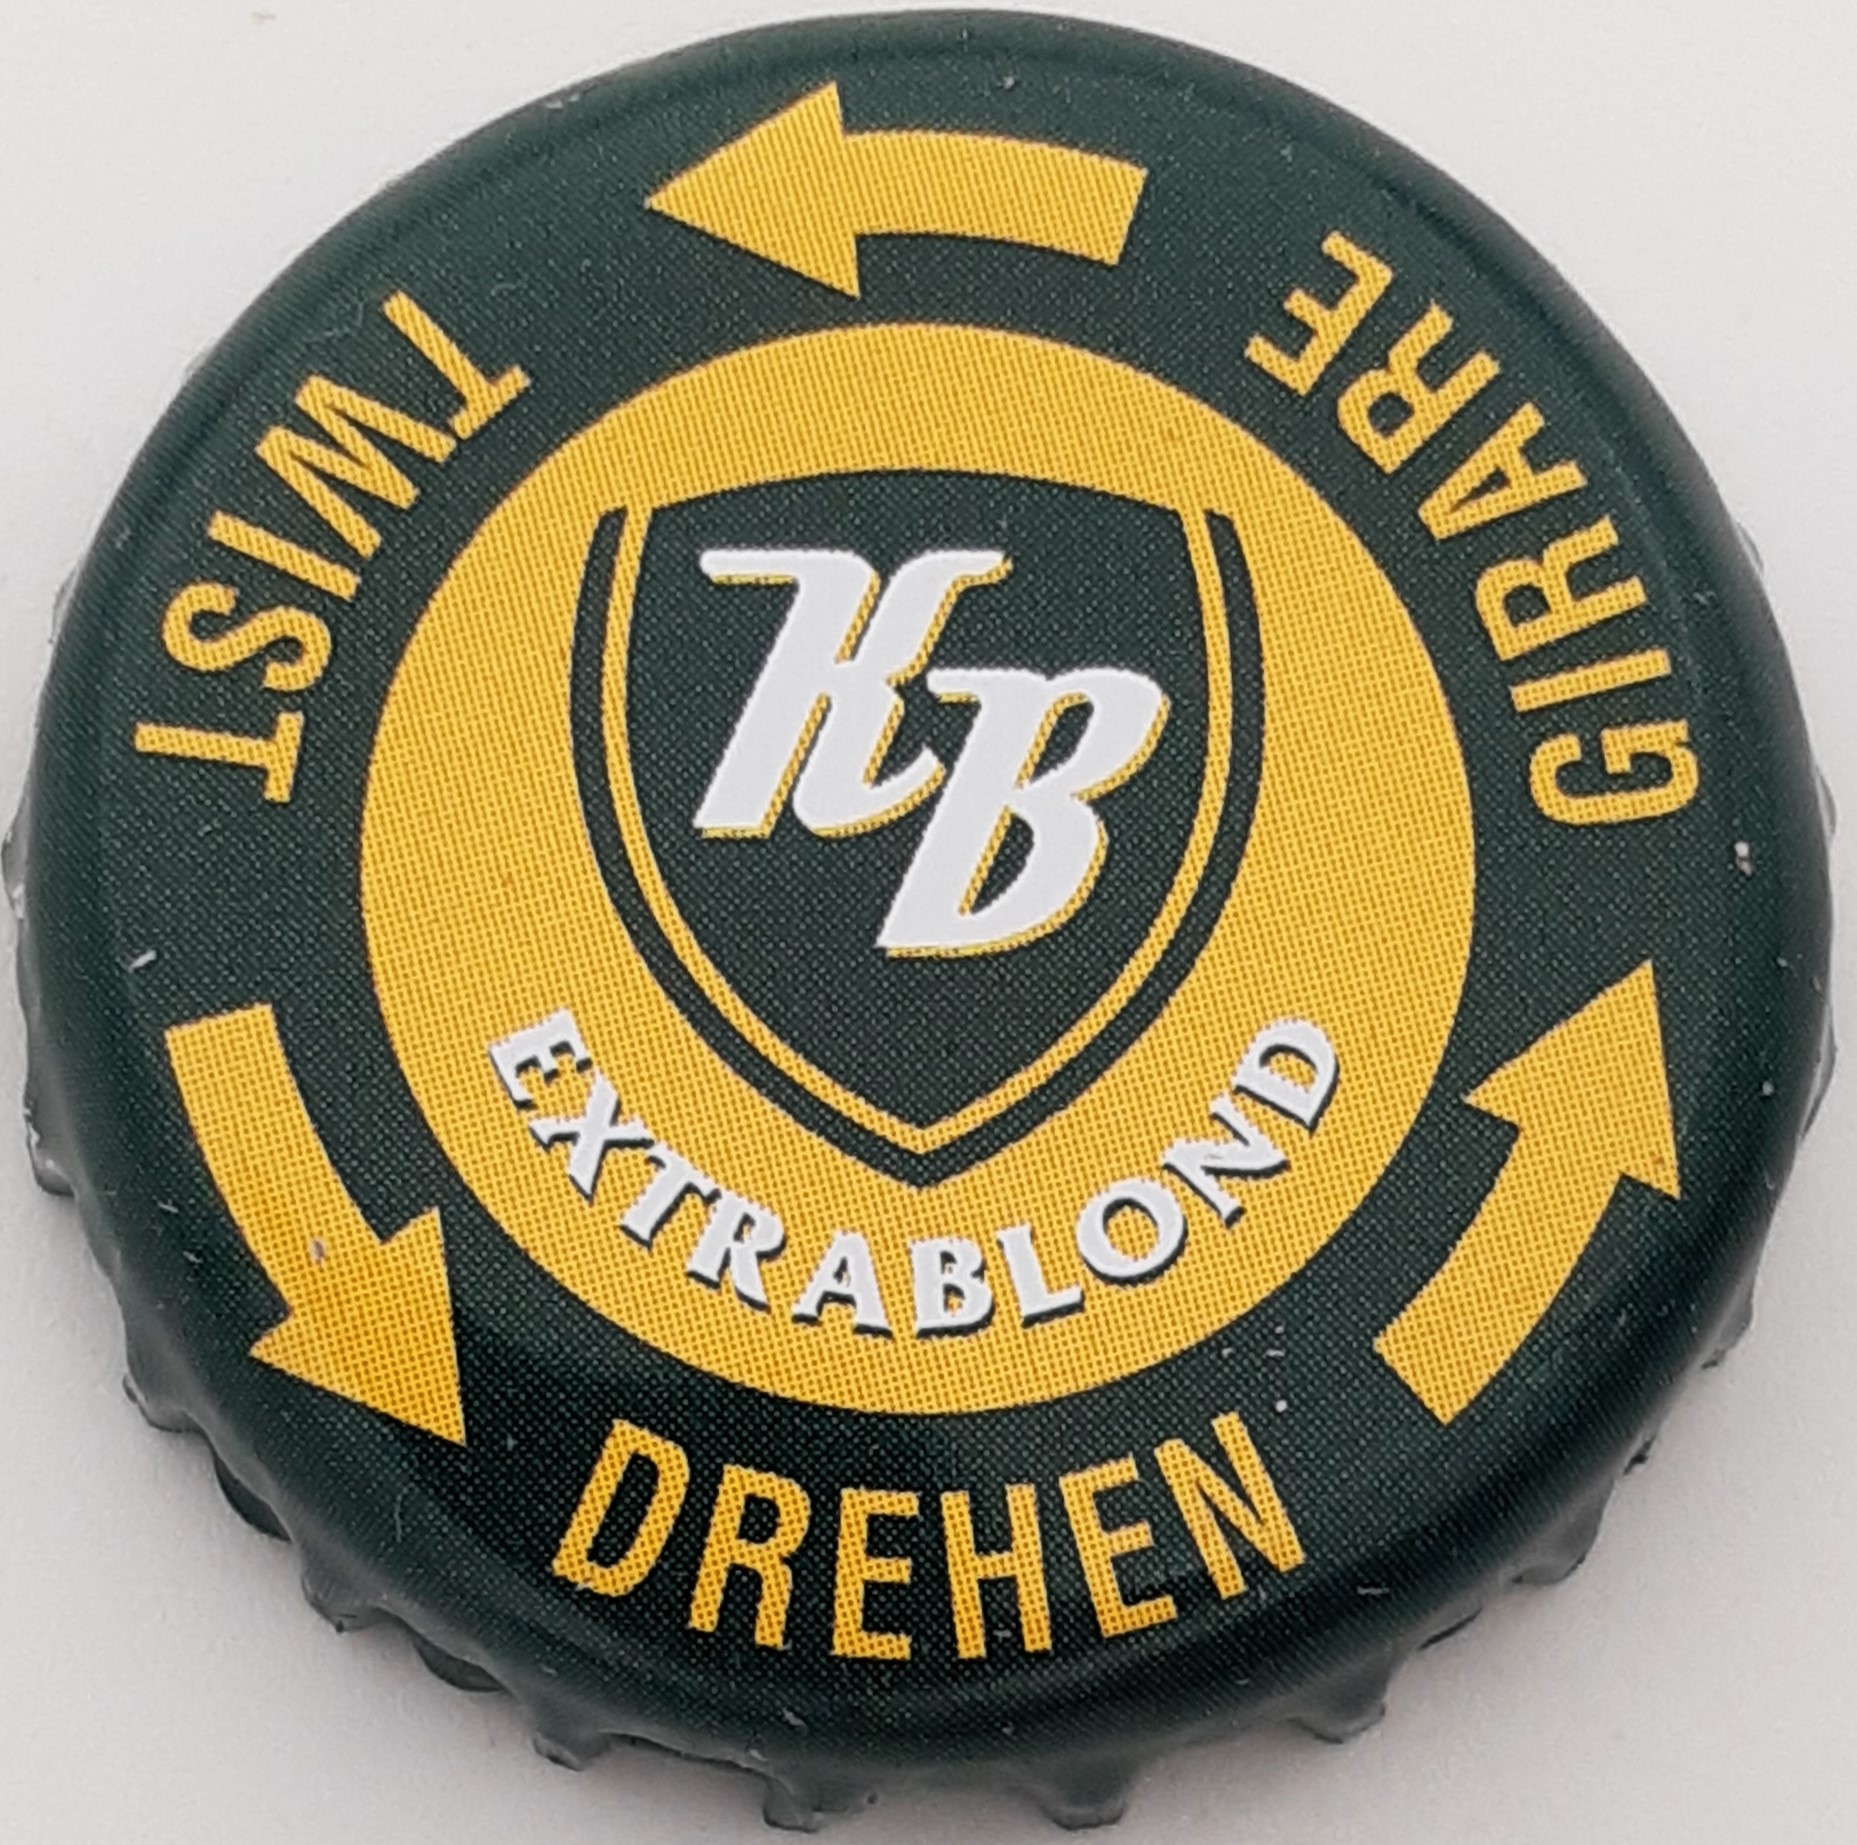 TWIST
GIRARE
HB
EXTRABLOND
DREHEN